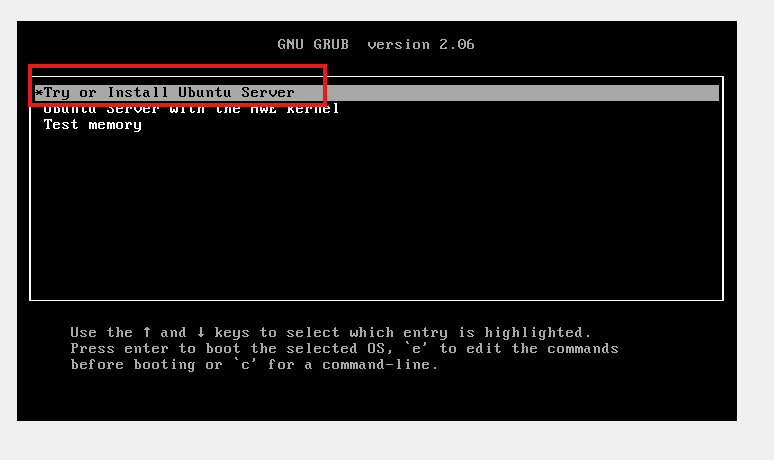 GNU GRUB  version 2.06
*Try or Install Ubuntu Server
Ubuntu Server with the HWE kernel
Test memory
Use the ↑ and ↓ keys to select which entry is highlighted.
Press enter to boot the selected OS, `e' to edit the commands
before booting or `c' for a command-line.